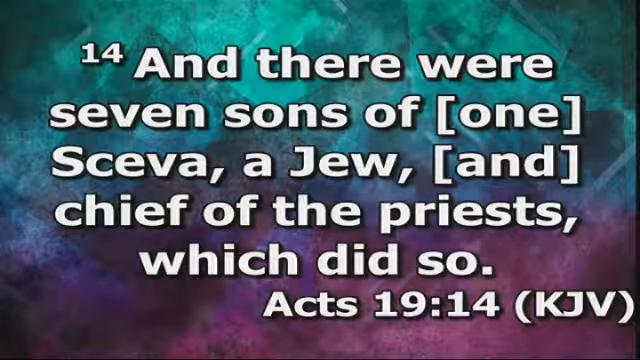 14 And there were
seven sons of [one]
Sceva, a Jew, [and]
chief of the priests,
which did so.
Acts 19:14 (KJV)